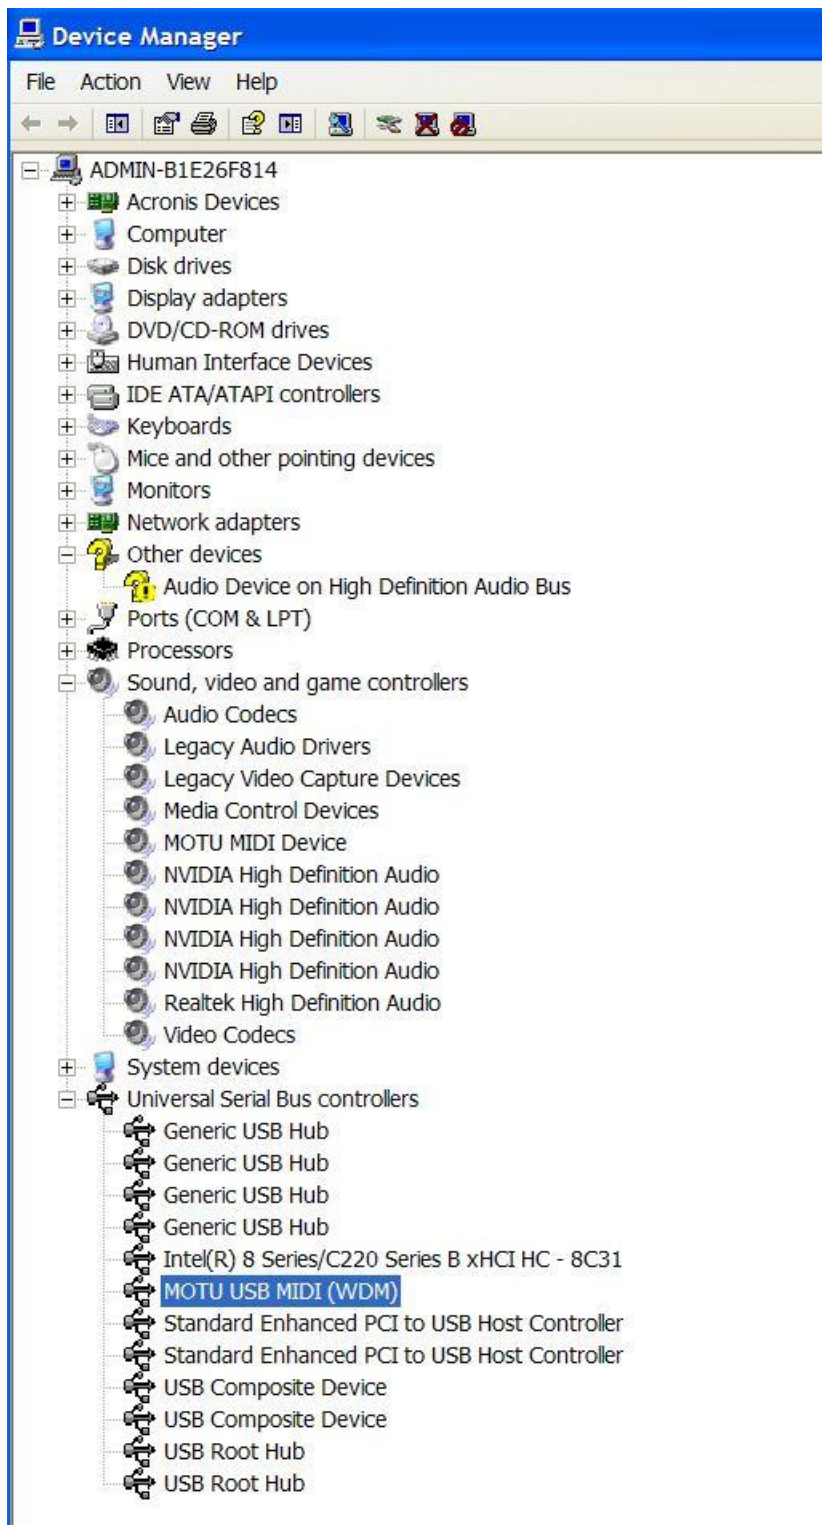 Device Manager
File Action View Help
ADMIN-B1E26F814
Acronis Devices
Computer
Disk drives
Display adapters
DVD/CD-ROM drives
Human Interface Devices
IDE ATA/ATAPI controllers
Keyboards
Mice and other pointing devices
Monitors
Network adapters
Other devices
Audio Device on High Definition Audio Bus
Ports (COM & LPT)
Processors
Sound, video and game controllers
Audio Codecs
Legacy Audio Drivers
Legacy Video Capture Devices
Media Control Devices
MOTU MIDI Device
NVIDIA High Definition Audio
NVIDIA High Definition Audio
NVIDIA High Definition Audio
NVIDIA High Definition Audio
Realtek High Definition Audio
Video Codecs
System devices
Universal Serial Bus controllers
Generic USB Hub
Generic USB Hub
Generic USB Hub
Generic USB Hub
Intel(R) 8 Series/C220 Series B xHCI HC - 8C31
MOTU USB MIDI (WDM)
Standard Enhanced PCI to USB Host Controller
Standard Enhanced PCI to USB Host Controller
USB Composite Device
USB Composite Device
USB Root Hub
USB Root Hub